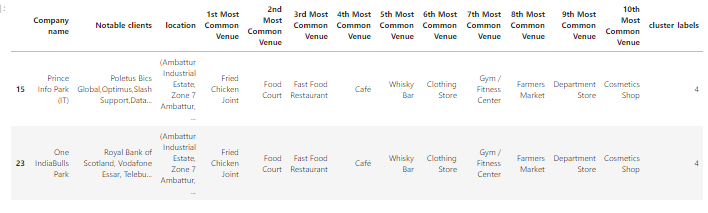 Company name Notable clients location 1st Most Common Venue 2nd Most Common Venue 3rd Most Common Venue 4th Most Common Venue 5th Most Common Venue 6th Most Common Venue 7th Most Common Venue 8th Most Common Venue 9th Most Common Venue 10th Most Common Venue cluster labels
15 Prince Info Park (IT) Poletus Bics Global,Optimus,Slash Support,Data... (Ambattur Industrial Estate, Zone 7 Ambattur, ... Fried Chicken Joint Food Court Fast Food Restaurant Café Whisky Bar Clothing Store Gym / Fitness Center Farmers Market Department Store Cosmetics Shop 4
23 One IndiaBulls Park Royal Bank of Scotland, Vodafone Essar, Telebu... (Ambattur Industrial Estate, Zone 7 Ambattur, ... Fried Chicken Joint Food Court Fast Food Restaurant Café Whisky Bar Clothing Store Gym / Fitness Center Farmers Market Department Store Cosmetics Shop 4